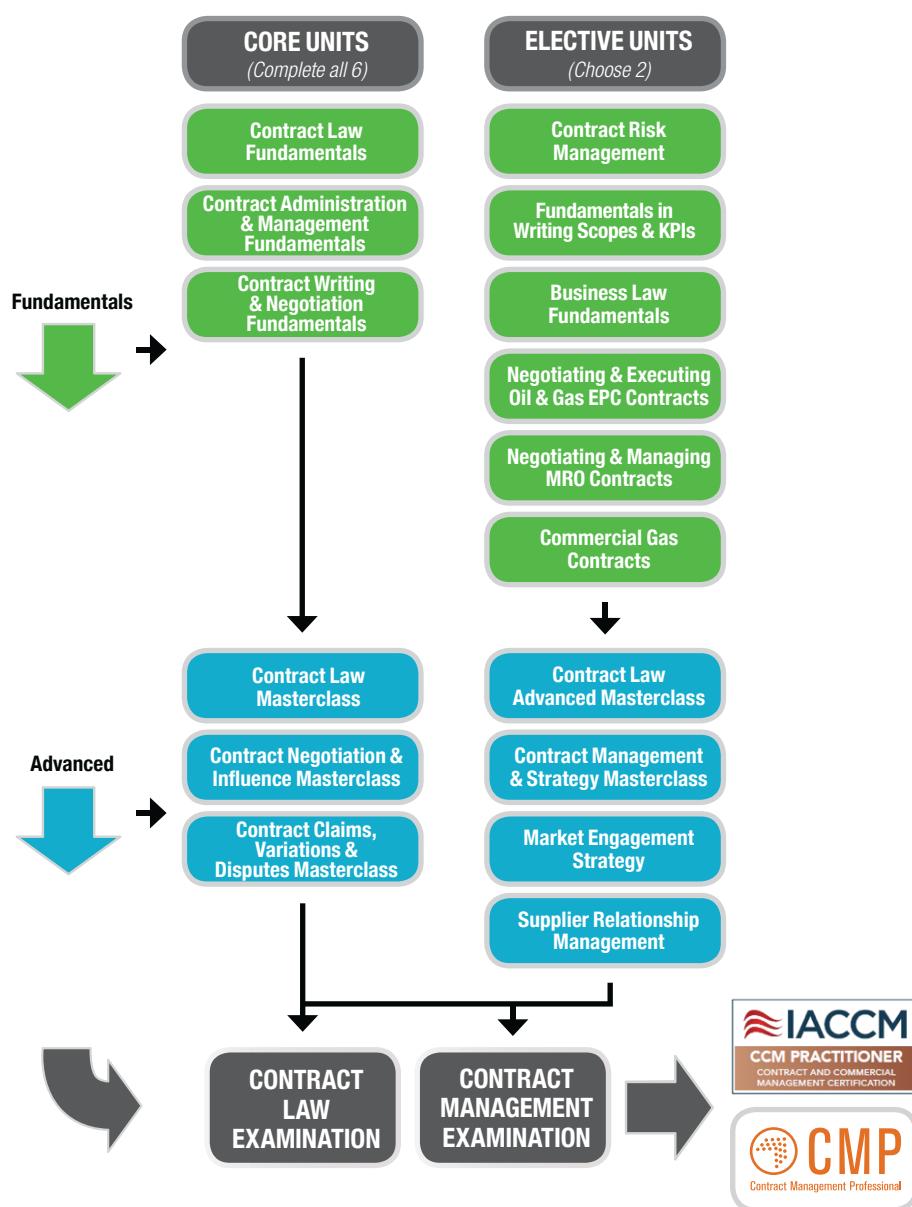 CORE UNITS
(Complete all 6)
ELECTIVE UNITS
(Choose 2)
Contract Law
Fundamentals
Contract Risk
Management
Contract Administration
& Management
Fundamentals
Fundamentals in
Writing Scopes & KPIs
Fundamentals
Contract Writing
& Negotiation
Fundamentals
Business Law
Fundamentals
Negotiating & Executing
Oil & Gas EPC Contracts
Negotiating & Managing
MRO Contracts
Commercial Gas
Contracts
Contract Law
Masterclass
Contract Law
Advanced Masterclass
Advanced
Contract Negotiation &
Influence Masterclass
Contract Management
& Strategy Masterclass
Contract Claims,
Variations &
Disputes Masterclass
Market Engagement
Strategy
Supplier Relationship
Management
CONTRACT
LAW
EXAMINATION
CONTRACT
MANAGEMENT
EXAMINATION
IACCM
CCM PRACTITIONER
CONTRACT AND COMMERCIAL
MANAGEMENT CERTIFICATION
CMP
Contract Management Professional